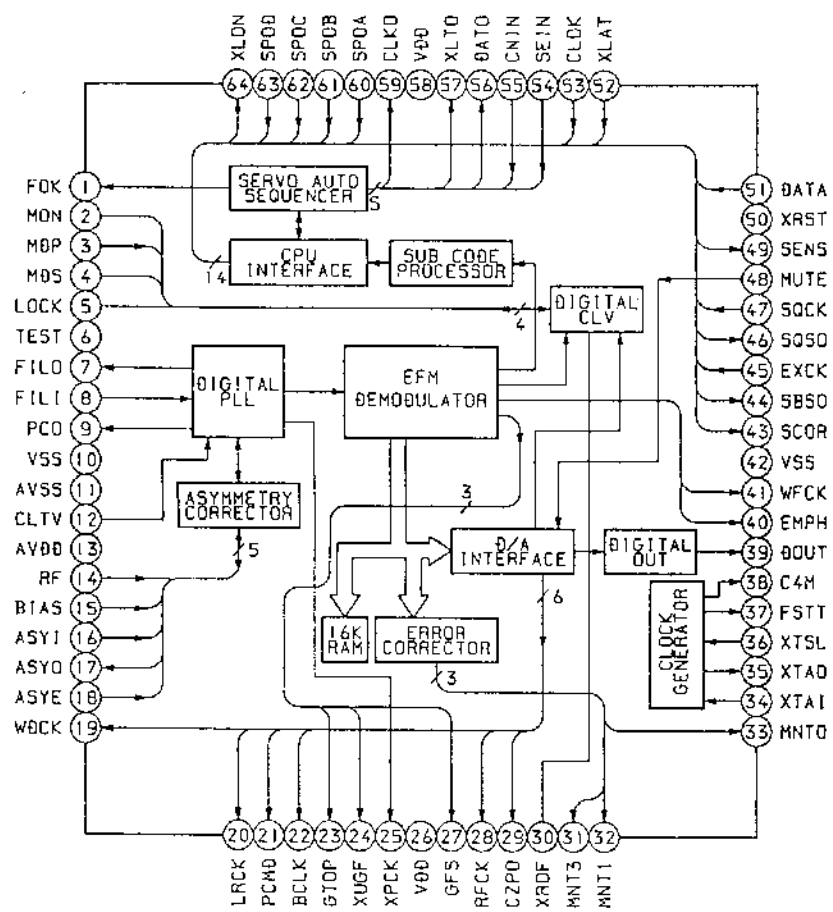 XLON
SPOD
SPOC
SPOB
SPOA
CLKO
VDD
XLTO
DATO
CNIN
SEIN
CLOK
XLAT
64
63
62
61
60
59
58
57
56
55
54
53
52
FOK 1
MON 2
MDP 3
MDS 4
LOCK 5
TEST 6
FILO 7
FILI 8
PCO 9
VSS 10
AVSS 11
CLTV 12
AVDD 13
RF 14
BIAS 15
ASYI 16
ASYO 17
ASYE 18
WDCK 19
SERVO AUTO
SEQUENCER
5
CPU
INTERFACE
14
SUB CODE
PROCESSOR
DIGITAL
CLV
4
DIGITAL
PLL
EFM
DEMODULATOR
ASYMMETRY
CORRECTOR
5
3
D/A
INTERFACE
6
DIGITAL
OUT
16K
RAM
ERROR
CORRECTOR
3
CLOCK
GENERATOR
51 DATA
50 XRST
49 SENS
48 MUTE
47 SQCK
46 SQSO
45 EXCK
44 SBSO
43 SCOR
42 VSS
41 WFCK
40 EMPH
39 DOUT
38 C4M
37 FSTT
36 XTSL
35 XTAO
34 XTAI
33 MNTO
20
21
22
23
24
25
26
27
28
29
30
31
32
LRCK
PCMD
BCLK
GTOP
XUGF
XPCK
VDD
GFS
RFCK
C2PO
XROF
MNT3
MNT1